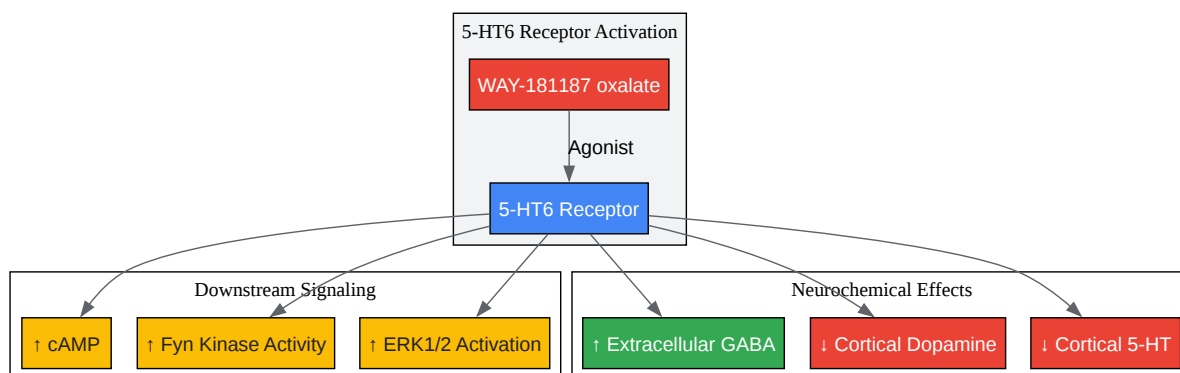 5-HT6 Receptor Activation
WAY-181187 oxalate
Agonist
5-HT6 Receptor
Downstream Signaling
↑ cAMP
↑ Fyn Kinase Activity
↑ ERK1/2 Activation
Neurochemical Effects
↑ Extracellular GABA
↓ Cortical Dopamine
↓ Cortical 5-HT